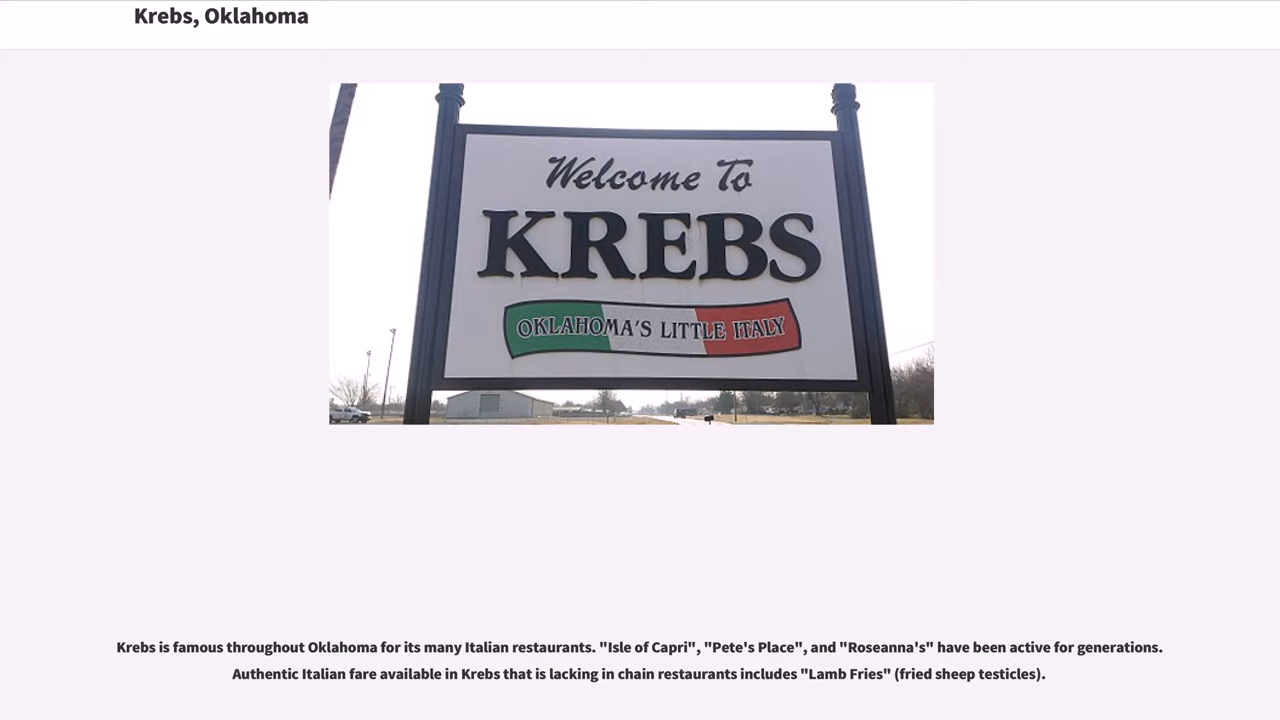 Krebs, Oklahoma
Welcome To
KREBS
OKLAHOMA'S LITTLE ITALY
Krebs is famous throughout Oklahoma for its many Italian restaurants. "Isle of Capri", "Pete's Place", and "Roseanna's" have been active for generations.
Authentic Italian fare available in Krebs that is lacking in chain restaurants includes "Lamb Fries" (fried sheep testicles).